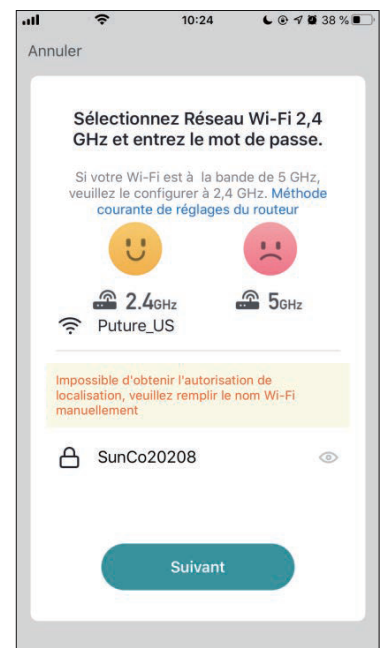 10:24 38 %
Annuler
Sélectionnez Réseau Wi-Fi 2,4
GHz et entrez le mot de passe.
Si votre Wi-Fi est à la bande de 5 GHz,
veuillez le configurer à 2,4 GHz. Méthode
courante de réglages du routeur
2.4GHz 5GHz
Puture_US
Impossible d'obtenir l'autorisation de
localisation, veuillez remplir le nom Wi-Fi
manuellement
SunCo20208
Suivant